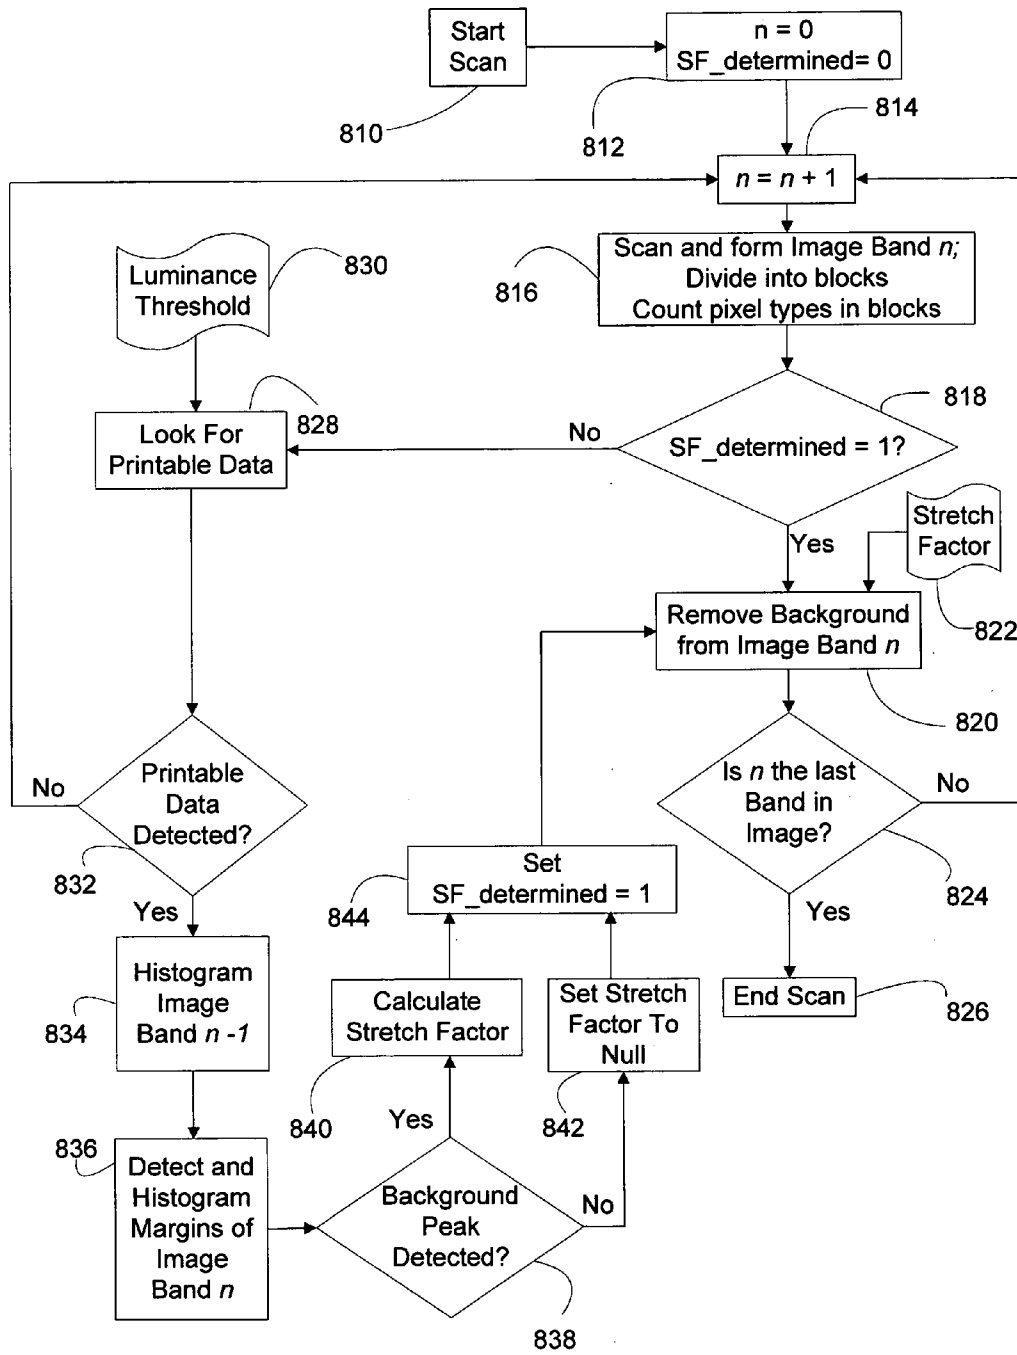 Start
Scan
n = 0
SF_determined= 0
810
812
814
n = n + 1
Luminance
Threshold
830
816
Scan and form Image Band n;
Divide into blocks
Count pixel types in blocks
818
SF_determined = 1?
No
828
Look For
Printable Data
Yes
Stretch
Factor
822
Remove Background
from Image Band n
820
Is n the last
Band in
Image?
No
Printable
Data
Detected?
No
832
Yes
844
Set
SF_determined = 1
824
Yes
End Scan
826
Histogram
Image
Band n -1
834
Calculate
Stretch Factor
840
Set Stretch
Factor To
Null
842
836
Detect and
Histogram
Margins of
Image
Band n
Yes
Background
Peak
Detected?
No
838